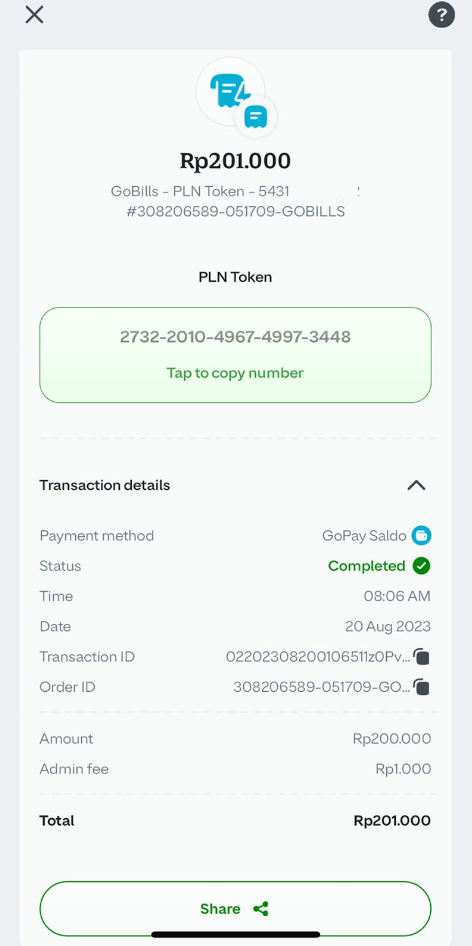 ?
Rp201.000
GoBills - PLN Token - 5431
#308206589-051709-GOBILLS
PLN Token
2732-2010-4967-4997-3448
Tap to copy number
Transaction details
Payment method GoPay Saldo
Status Completed
Time 08:06 AM
Date 20 Aug 2023
Transaction ID 02202308200106511z0Pv...
Order ID 308206589-051709-GO...
Amount Rp200.000
Admin fee Rp1.000
Total Rp201.000
Share